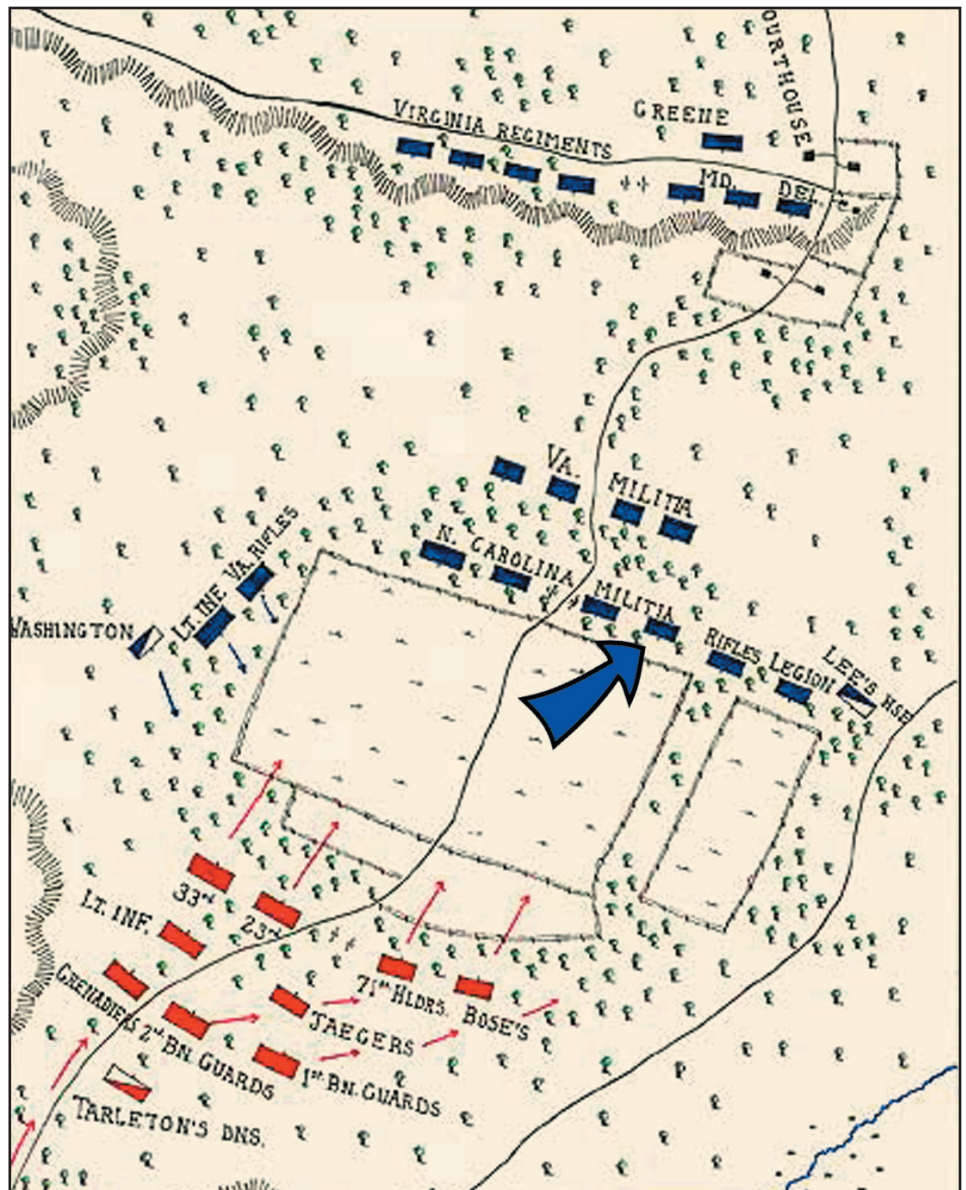 OURTHOUSE
GREENE
VIRGINIA REGIMENTS
MD.
DEL.
VA. MILITIA
N. CAROLINA MILITIA
VA. RIFLES
LT. INF
WASHINGTON
RIFLES
LEGION
LEE'S HSE
33rd
23rd
LT. INF.
GRENADIERS
2nd BN. GUARDS
71st HLDRS.
BOSE'S
JAEGERS
1st BN. GUARDS
TARLETON'S DNS.